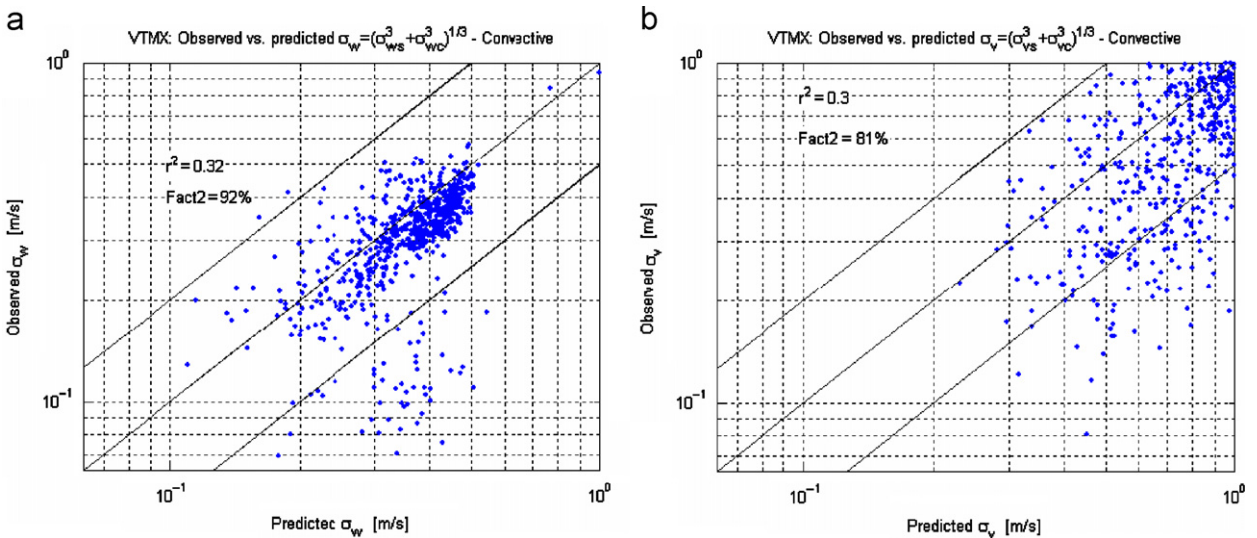 a
VTMX: Observed vs. predicted σw=(σ³ws+σ³wc)^1/3 - Convective
10⁰
r² = 0.32
Fact2 = 92%
Observed σw [m/s]
10⁻¹
10⁻¹
10⁰
Predictec σw [m/s]
b
VTMX: Observed vs. predicted σv=(σ³vs+σ³vc)^1/3 - Convective
10⁰
r² = 0.3
Fact2 = 81%
Observed σv [m/s]
10⁻¹
10⁻¹
10⁰
Predicted σv [m/s]